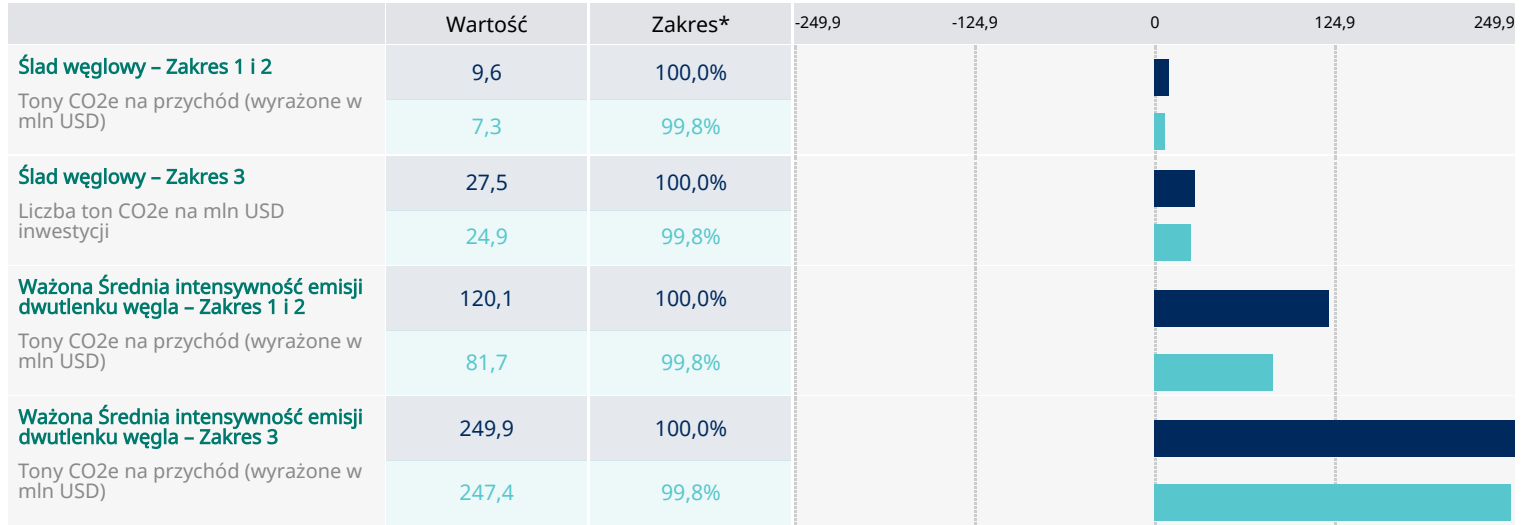 Wartość Zakres* -249,9 -124,9 0 124,9 249,9
Ślad węglowy – Zakres 1 i 2
Tony CO2e na przychód (wyrażone w
mln USD)
9,6 100,0%
7,3 99,8%
Ślad węglowy – Zakres 3
Liczba ton CO2e na mln USD
inwestycji
27,5 100,0%
24,9 99,8%
Ważona Średnia intensywność emisji
dwutlenku węgla – Zakres 1 i 2
Tony CO2e na przychód (wyrażone w
mln USD)
120,1 100,0%
81,7 99,8%
Ważona Średnia intensywność emisji
dwutlenku węgla – Zakres 3
Tony CO2e na przychód (wyrażone w
mln USD)
249,9 100,0%
247,4 99,8%